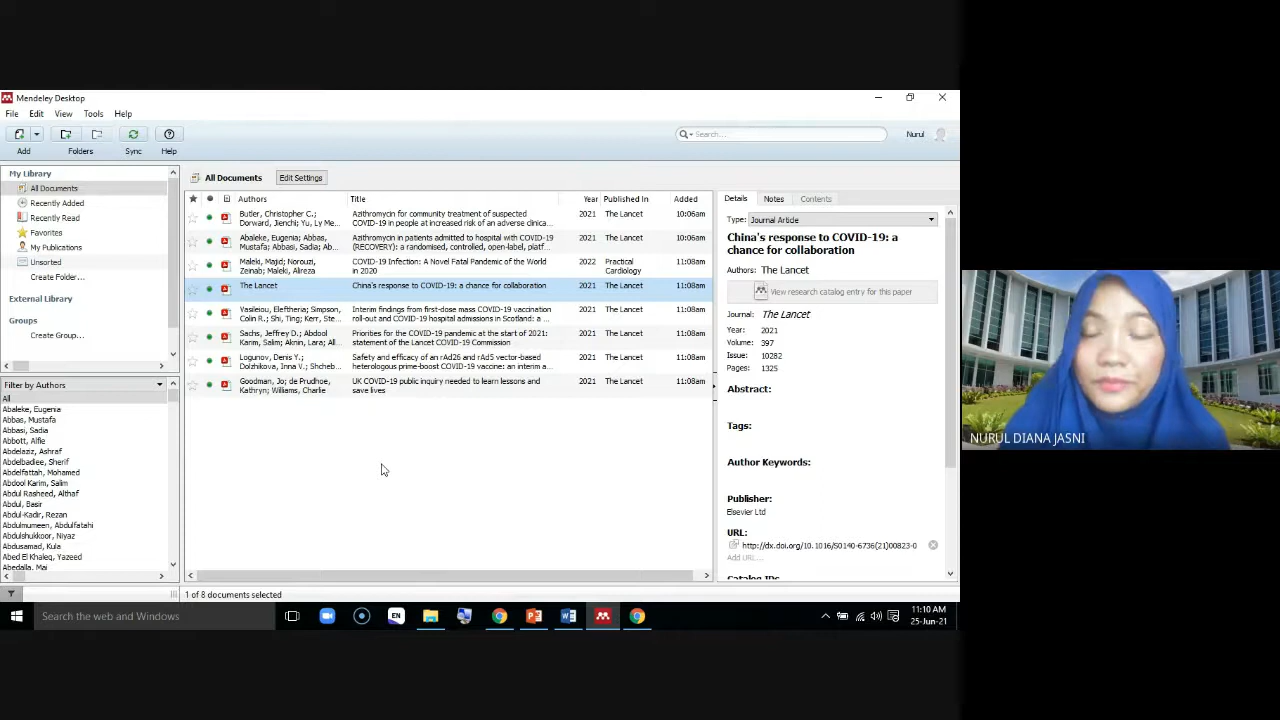 Mendeley Desktop
File Edit View Tools Help
Search...
Nurul
Add Folders Sync Help
My Library
All Documents
Recently Added
Recently Read
Favorites
My Publications
Unsorted
Create Folder...
External Library
Groups
Create Group...
Filter by Authors
All
Abaleke, Eugenia
Abbas, Mustafa
Abbasi, Sadia
Abbott, Alfie
Abdelaziz, Ashraf
Abdelbadiee, Sherif
Abdelfattah, Mohamed
Abdool Karim, Salim
Abdul Rasheed, Althaf
Abdul, Basir
Abdul-Kadir, Rezan
Abdulmumeen, Abdulfatahi
Abdulshukkoor, Niyaz
Abdusamad, Kula
Abed El Khaleq, Yazeed
Abedalla, Mai
All Documents Edit Settings
Authors Title Year Published In Added
Butler, Christopher C.; Azithromycin for community treatment of suspected 2021 The Lancet 10:06am
Dorward, Jienchi; Yu, Ly Me... COVID-19 in people at increased risk of an adverse clinica...
Abaleke, Eugenia; Abbas, Azithromycin in patients admitted to hospital with COVID-19 2021 The Lancet 10:06am
Mustafa; Abbasi, Sadia; Ab... (RECOVERY): a randomised, controlled, open-label, platf...
Maleki, Majid; Norouzi, COVID-19 Infection: A Novel Fatal Pandemic of the World 2022 Practical 11:08am
Zeinab; Maleki, Alireza in 2020 Cardiology
The Lancet China's response to COVID-19: a chance for collaboration 2021 The Lancet 11:08am
Vasileiou, Eleftheria; Simpson, Interim findings from first-dose mass COVID-19 vaccination 2021 The Lancet 11:08am
Colin R.; Shi, Ting; Kerr, Ste... roll-out and COVID-19 hospital admissions in Scotland: a ...
Sachs, Jeffrey D.; Abdool Priorities for the COVID-19 pandemic at the start of 2021: 2021 The Lancet 11:08am
Karim, Salim; Aknin, Lara; All... statement of the Lancet COVID-19 Commission
Logunov, Denis Y.; Safety and efficacy of an rAd26 and rAd5 vector-based 2021 The Lancet 11:08am
Dolzhikova, Inna V.; Shcheb... heterologous prime-boost COVID-19 vaccine: an interim a...
Goodman, Jo; de Prudhoe, UK COVID-19 public inquiry needed to learn lessons and 2021 The Lancet 11:08am
Kathryn; Williams, Charlie save lives
Details Notes Contents
Type: Journal Article
China's response to COVID-19: a
chance for collaboration
Authors: The Lancet
View research catalog entry for this paper
Journal: The Lancet
Year: 2021
Volume: 397
Issue: 10282
Pages: 1325
Abstract:
Tags:
Author Keywords:
Publisher:
Elsevier Ltd
URL:
http://dx.doi.org/10.1016/S0140-6736(21)00823-0
Add URL...
Catalog IDs
1 of 8 documents selected
Search the web and Windows
EN
11:10 AM
25-Jun-21
NURUL DIANA JASNI